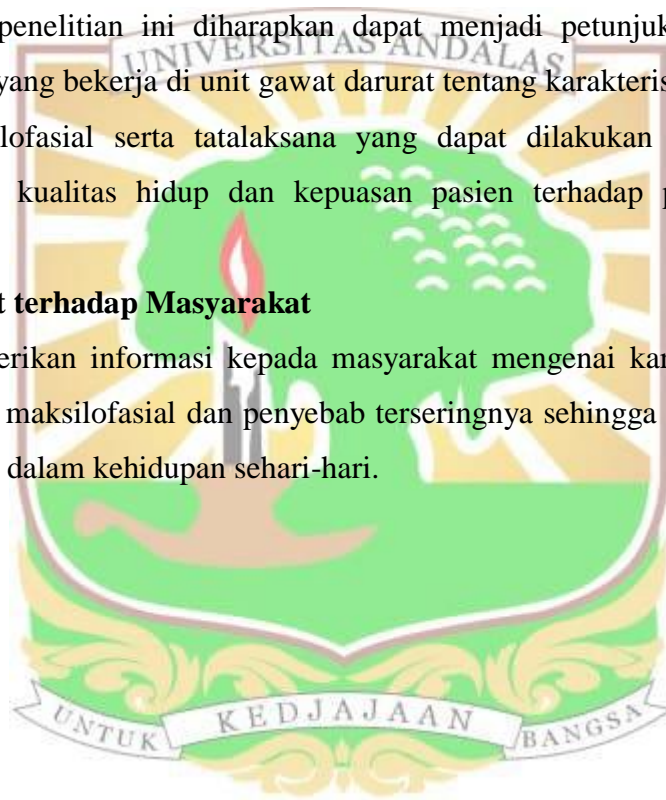 penelitian ini diharapkan dapat menjadi petunjuk
UNIVERSITAS ANDALAS
yang bekerja di unit gawat darurat tentang karakteris
lofasial serta tatalaksana yang dapat dilakukan
kualitas hidup dan kepuasan pasien terhadap p
t terhadap Masyarakat
erikan informasi kepada masyarakat mengenai kar
maksilofasial dan penyebab terseringnya sehingga
dalam kehidupan sehari-hari.
UNTUK KEDJAJAAN BANGSA